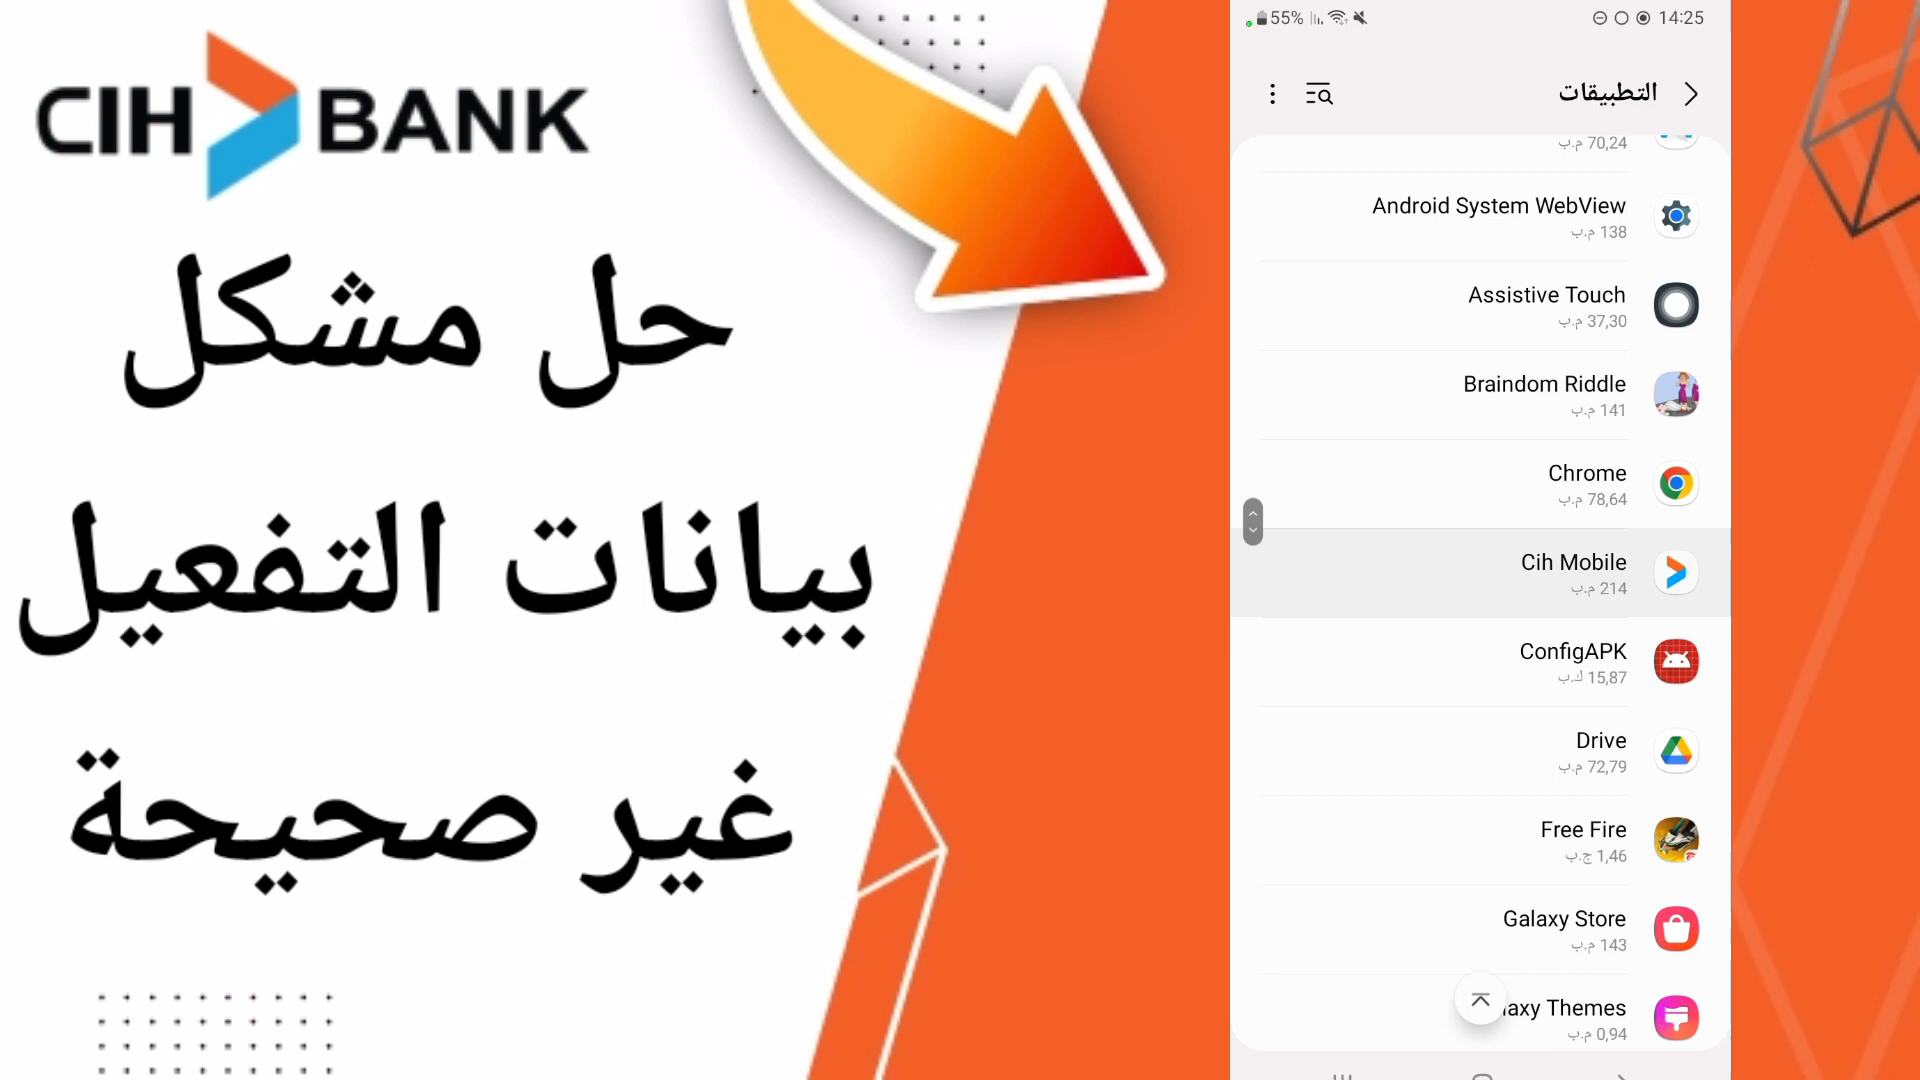 CIH BANK
حل مشكل
بيانات التفعيل
غير صحيحة
55%
14:25
التطبيقات
70,24 م.ب
Android System WebView
138 م.ب
Assistive Touch
37,30 م.ب
Braindom Riddle
141 م.ب
Chrome
78,64 م.ب
Cih Mobile
214 م.ب
ConfigAPK
15,87 ك.ب
Drive
72,79 م.ب
Free Fire
1,46 ج.ب
Galaxy Store
143 م.ب
axy Themes
0,94 م.ب